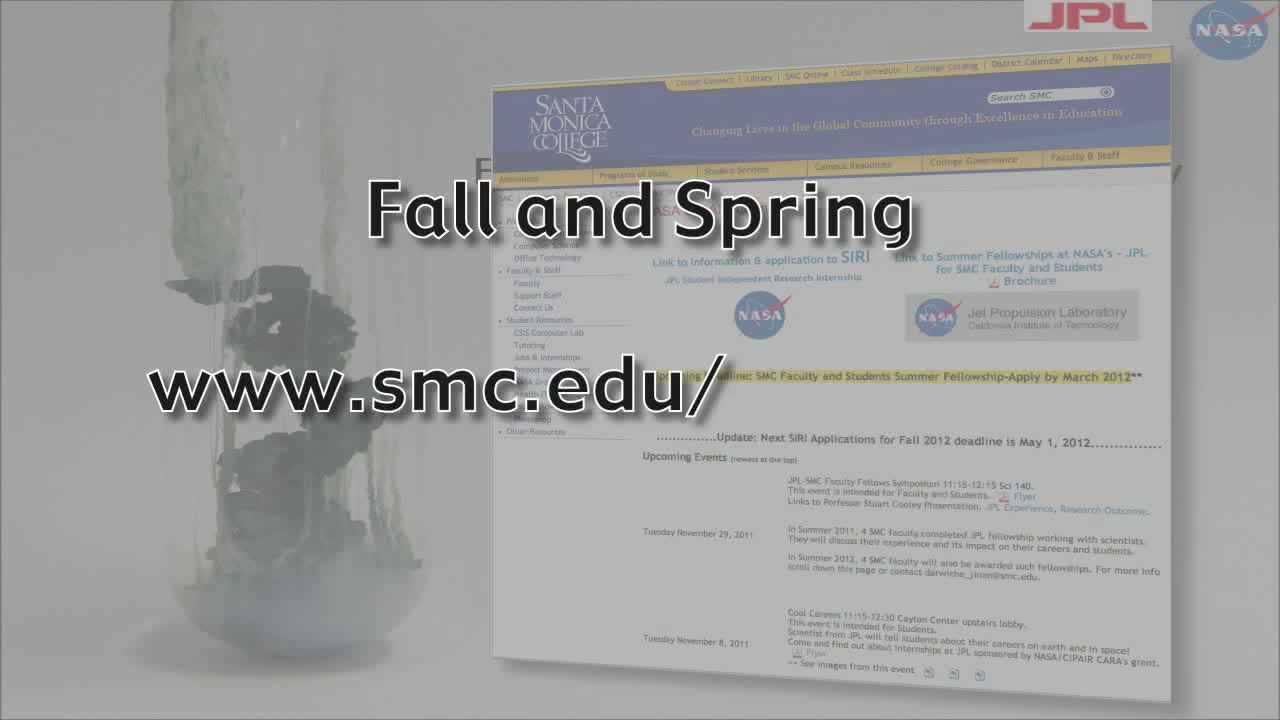 JPL
NASA
Corsair Connect | Library | SMC Online | Class Schedule | College Catalog | District Calendar | Maps | Directory
SANTA
MONICA
COLLEGE
Search SMC
Changing Lives in the Global Community through Excellence in Education
Admissions
Programs of Study
Student Services
Campus Resources
College Governance
Faculty & Staff
Fall and Spring
Computer Science
Office Technology
Faculty & Staff
Faculty
Support Staff
Contact Us
Student Resources
CSIS Computer Lab
Tutoring
Jobs & Internships
Other Resources
Link to information & application to SIRI
JPL Student Independent Research Internship
NASA
Link to Summer Fellowships at NASA's - JPL
for SMC Faculty and Students
Brochure
NASA
Jet Propulsion Laboratory
California Institute of Technology
www.smc.edu/
SMC Faculty and Students Summer Fellowship-Apply by March 2012**
...............Update: Next SIRI Applications for Fall 2012 deadline is May 1, 2012...............
Upcoming Events (newest at the top)
JPL-SMC Faculty Fellows Symposium 11:15-12:15 Sci 140.
This event is intended for Faculty and Students. Flyer
Links to Porfessor Stuart Cooley Presentation. JPL Experience, Research Outcome.
Tuesday November 29, 2011
In Summer 2011, 4 SMC faculty completed JPL fellowship working with scientists.
They will discuss their experience and its impact on their careers and students.
In Summer 2012, 4 SMC faculty will also be awarded such fellowships. For more info
scroll down this page or contact darwiche_jinan@smc.edu.
Cool Careers 11:15-12:30 Cayton Center upstairs lobby.
This event is intended for Students.
Tuesday November 8, 2011
Scientist from JPL will tell students about their careers on earth and in space!
Come and find out about internships at JPL sponsored by NASA/CIPAIR CARA's grant.
Flyer
** See images from this event